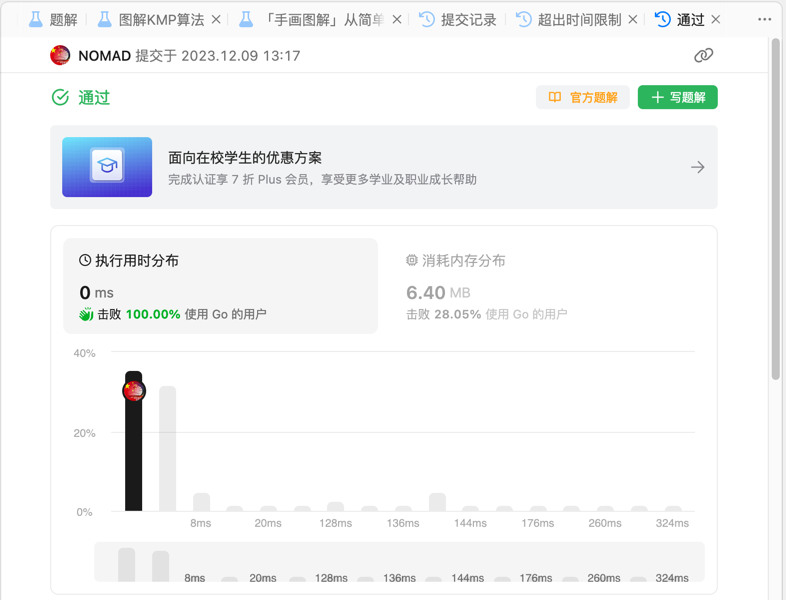 题解 图解KMP算法 「手画图解」从简单 提交记录 超出时间限制 通过
NOMAD 提交于 2023.12.09 13:17
通过
官方题解 写题解
面向在校学生的优惠方案
完成认证享 7 折 Plus 会员，享受更多学业及职业成长帮助
执行用时分布
0 ms
击败 100.00% 使用 Go 的用户
消耗内存分布
6.40 MB
击败 28.05% 使用 Go 的用户
40%
20%
0%
8ms 20ms 128ms 136ms 144ms 176ms 260ms 324ms
8ms 20ms 128ms 136ms 144ms 176ms 260ms 324ms